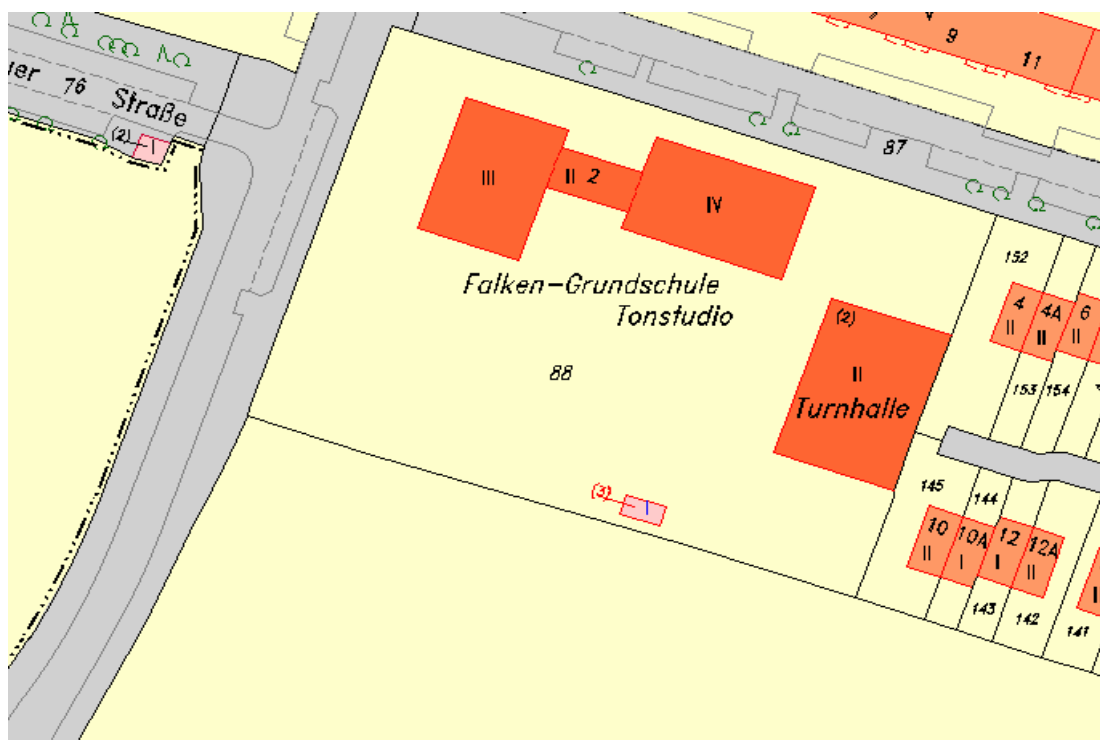 9
11
uer 76 Straße
(2) I
87
III
II 2
IV
152
Falken-Grundschule
Tonstudio
4
4A
6
II
II
II
(2)
II
Turnhalle
88
153
154
145
144
(3) I
10
10A
12
12A
II
I
I
II
143
142
141